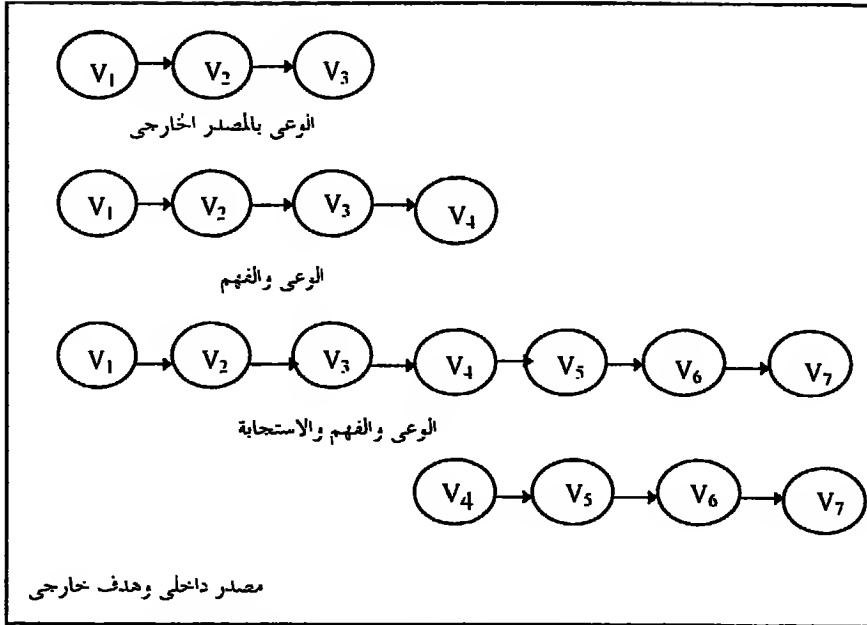 V₁ V₂ V₃
الوعى بالمصدر الخارجى
V₁ V₂ V₃ V₄
الوعى والفهم
V₁ V₂ V₃ V₄ V₅ V₆ V₇
الوعى والفهم والاستجابة
V₄ V₅ V₆ V₇
مصدر داخلى وهدف خارجى